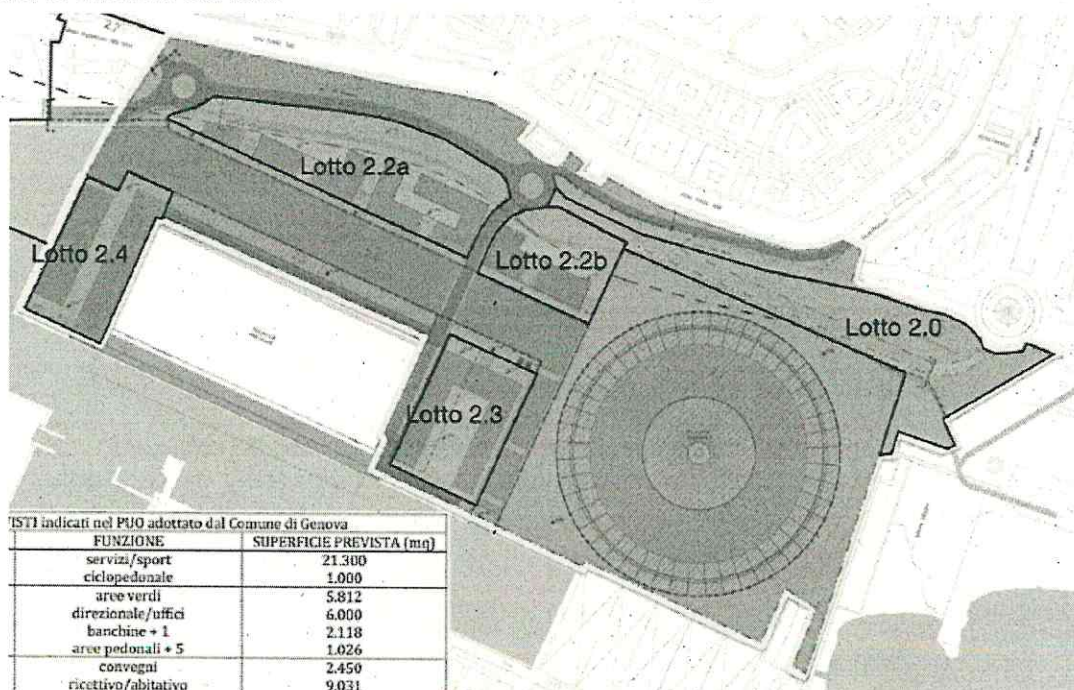 27
Lotto 2.2a
Lotto 2.4
Lotto 2.2b
Lotto 2.0
Lotto 2.3
VISTI indicati nel PUO adottato dal Comune di Genova
FUNZIONE SUPERFICIE PREVISTA (mq)
servizi/sport 21.300
ciclopedonale 1.000
aree verdi 5.812
direzionale/uffici 6.000
banchine + 1 2.118
aree pedonali + 5 1.026
convegni 2.450
ricettivo/abitativo 9.031